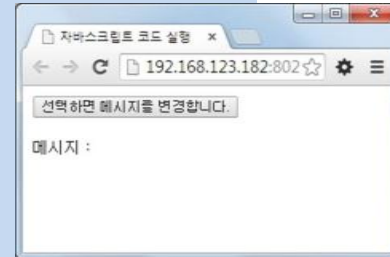 자바스크립트 코드 실행
192.168.123.182:802
선택하면 메시지를 변경합니다.
메시지 :